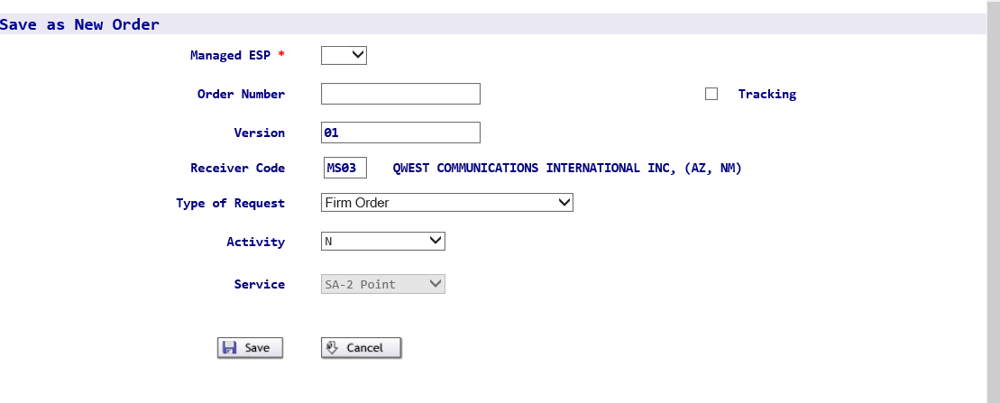 Save as New Order
Managed ESP *
Order Number
Tracking
Version 01
Receiver Code MS03 QWEST COMMUNICATIONS INTERNATIONAL INC, (AZ, NM)
Type of Request Firm Order
Activity N
Service SA-2 Point
Save Cancel